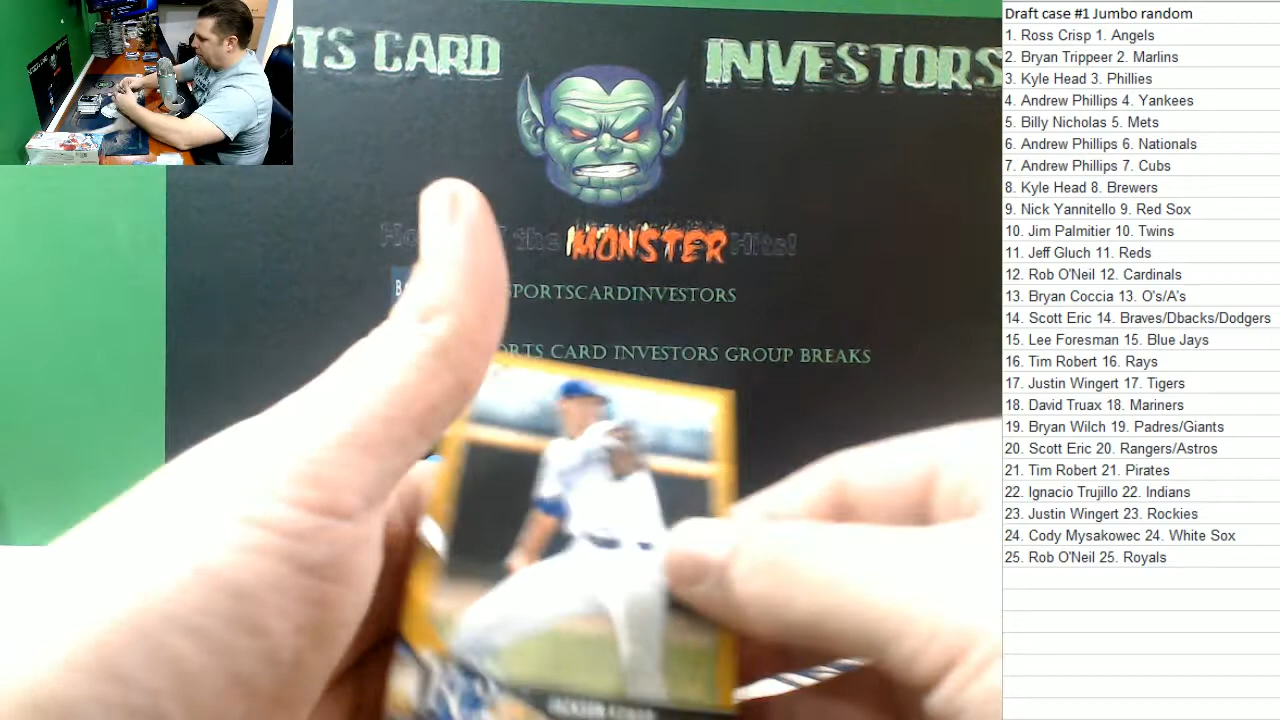 TS CARD INVESTORS
the MONSTER Hits!
SPORTSCARDINVESTORS
ORTS CARD INVESTORS GROUP BREAKS
Draft case #1 Jumbo random
1. Ross Crisp 1. Angels
2. Bryan Trippeer 2. Marlins
3. Kyle Head 3. Phillies
4. Andrew Phillips 4. Yankees
5. Billy Nicholas 5. Mets
6. Andrew Phillips 6. Nationals
7. Andrew Phillips 7. Cubs
8. Kyle Head 8. Brewers
9. Nick Yannitello 9. Red Sox
10. Jim Palmitier 10. Twins
11. Jeff Gluch 11. Reds
12. Rob O'Neil 12. Cardinals
13. Bryan Coccia 13. O's/A's
14. Scott Eric 14. Braves/Dbacks/Dodgers
15. Lee Foresman 15. Blue Jays
16. Tim Robert 16. Rays
17. Justin Wingert 17. Tigers
18. David Truax 18. Mariners
19. Bryan Wilch 19. Padres/Giants
20. Scott Eric 20. Rangers/Astros
21. Tim Robert 21. Pirates
22. Ignacio Trujillo 22. Indians
23. Justin Wingert 23. Rockies
24. Cody Mysakowec 24. White Sox
25. Rob O'Neil 25. Royals